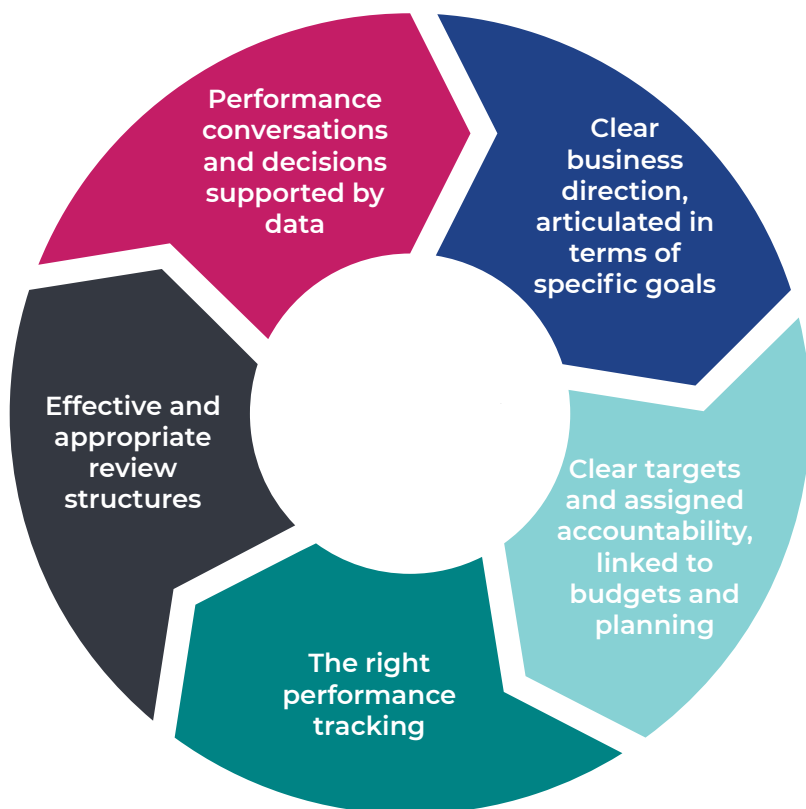 Performance
conversations
and decisions
supported by
data
Clear
business
direction,
articulated in
terms of
specific goals
Clear targets
and assigned
accountability,
linked to
budgets and
planning
The right
performance
tracking
Effective and
appropriate
review
structures